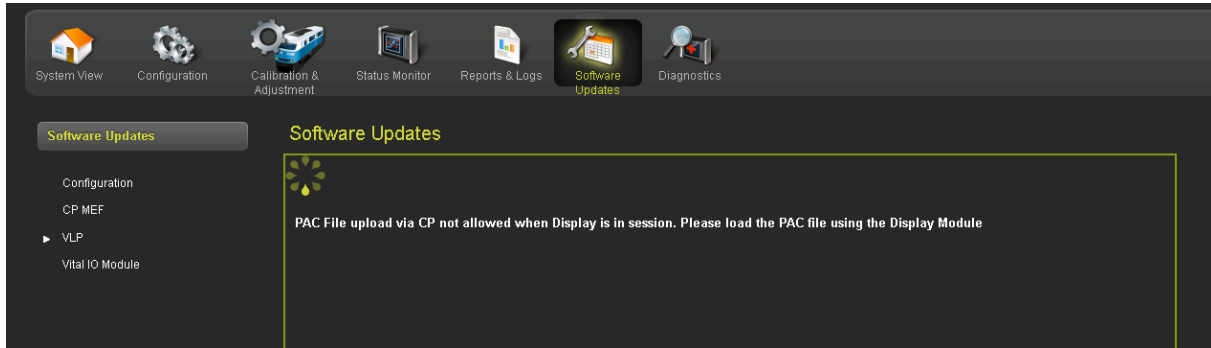 System View
Configuration
Calibration &
Adjustment
Status Monitor
Reports & Logs
Software
Updates
Diagnostics
Software Updates
Configuration
CP MEF
VLP
Vital IO Module
Software Updates
PAC File upload via CP not allowed when Display is in session. Please load the PAC file using the Display Module